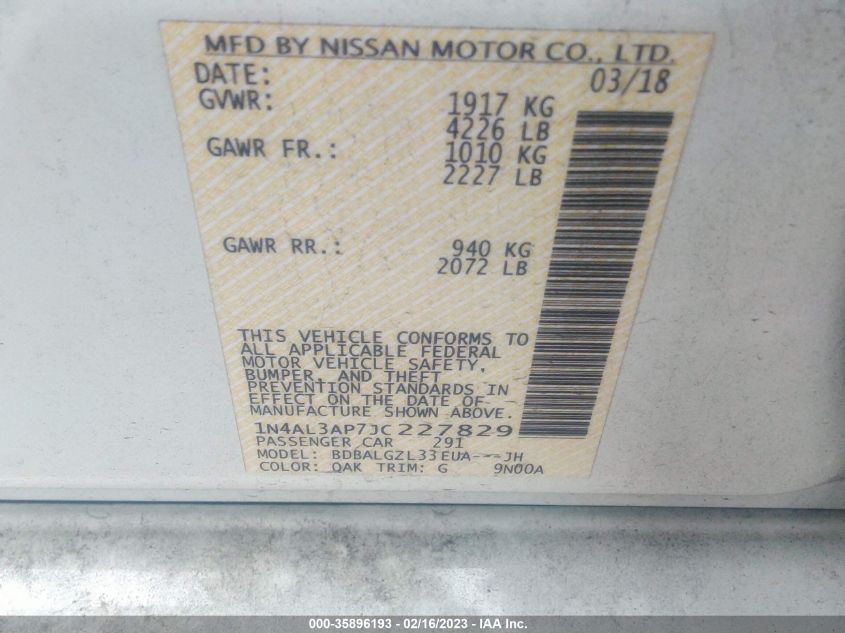 MFD BY NISSAN MOTOR CO., LTD.
DATE: 03/18
GVWR: 1917 KG
4226 LB
GAWR FR.: 1010 KG
2227 LB
GAWR RR.: 940 KG
2072 LB
THIS VEHICLE CONFORMS TO
ALL APPLICABLE FEDERAL
MOTOR VEHICLE SAFETY,
BUMPER, AND THEFT
PREVENTION STANDARDS IN
EFFECT ON THE DATE OF
MANUFACTURE SHOWN ABOVE.
1N4AL3AP7JC227829
PASSENGER CAR 291
MODEL: BDBALGZL33EUA---JH
COLOR: QAK TRIM: G 9N00A
000-35896193 - 02/16/2023 - IAA Inc.